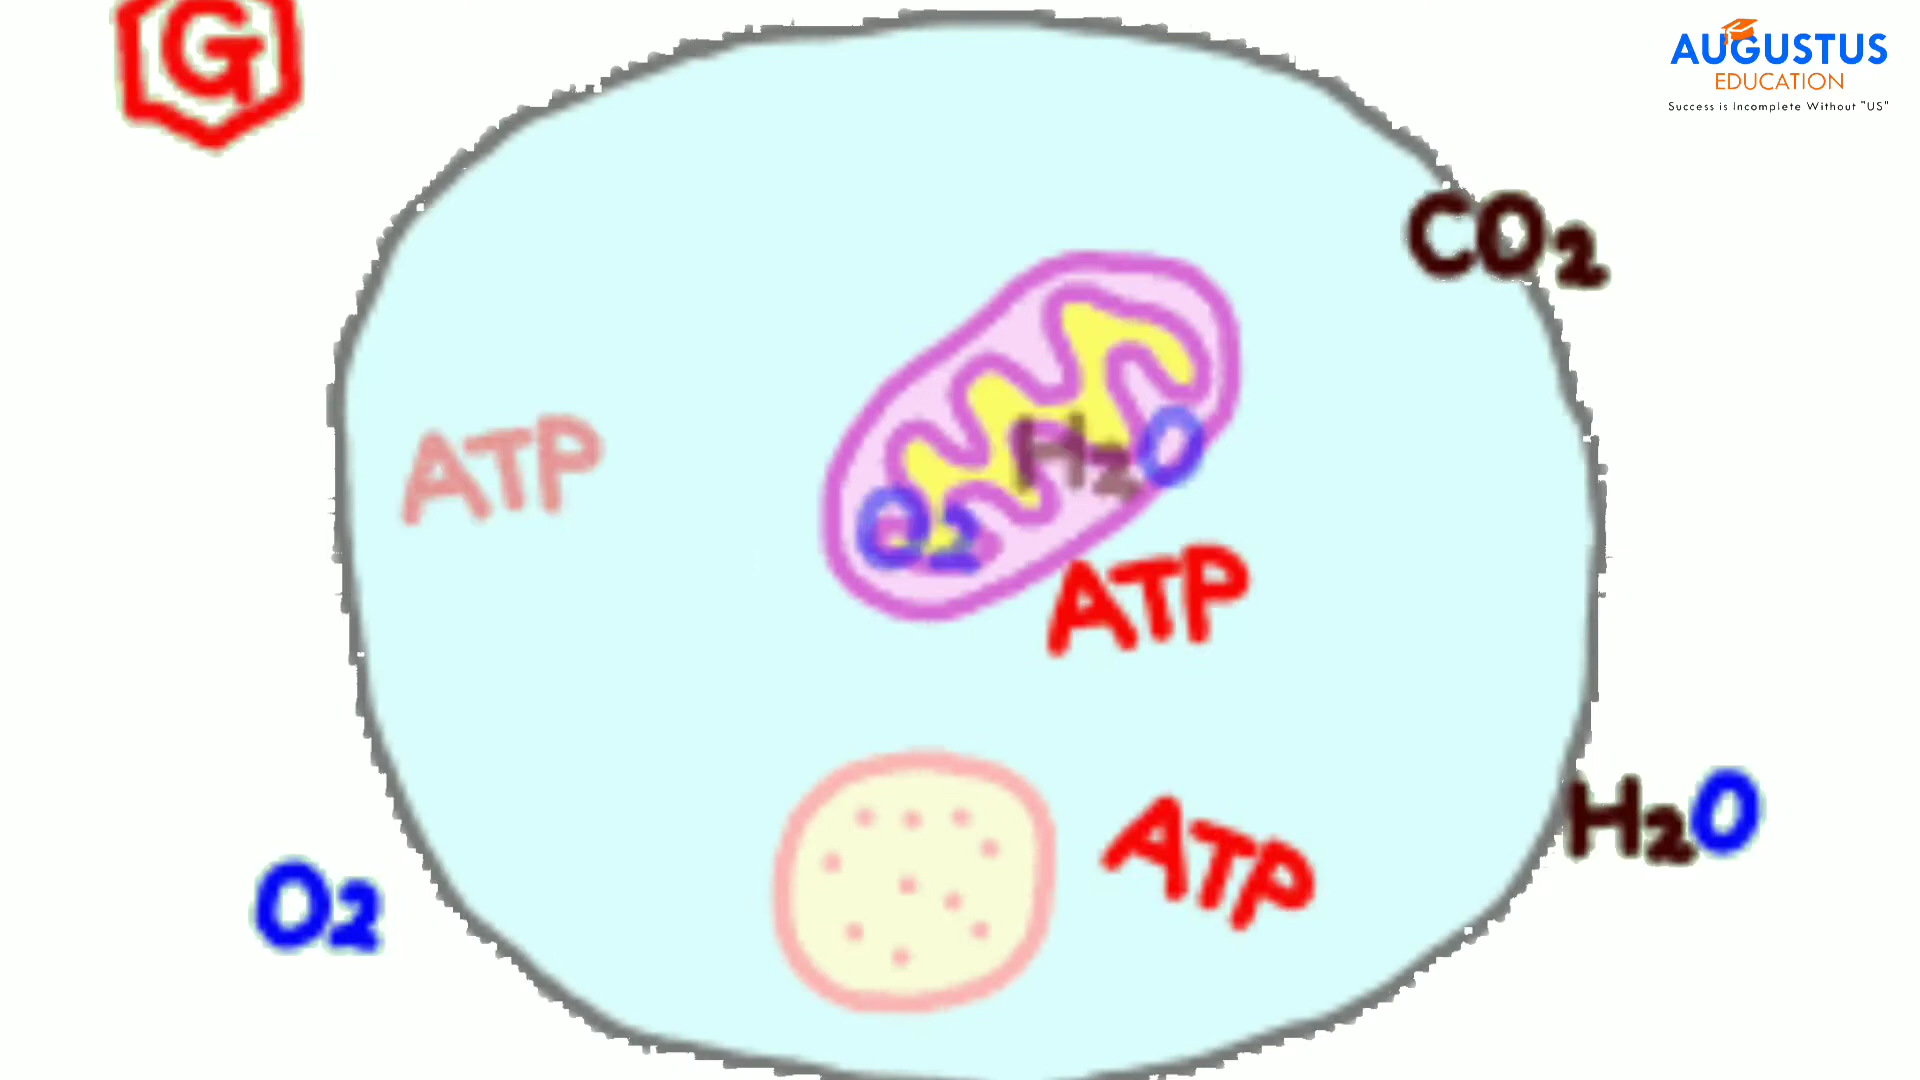 G
AUGUSTUS
EDUCATION
Success is Incomplete Without "US"
CO2
ATP
H2O
O2
ATP
H2O
ATP
O2